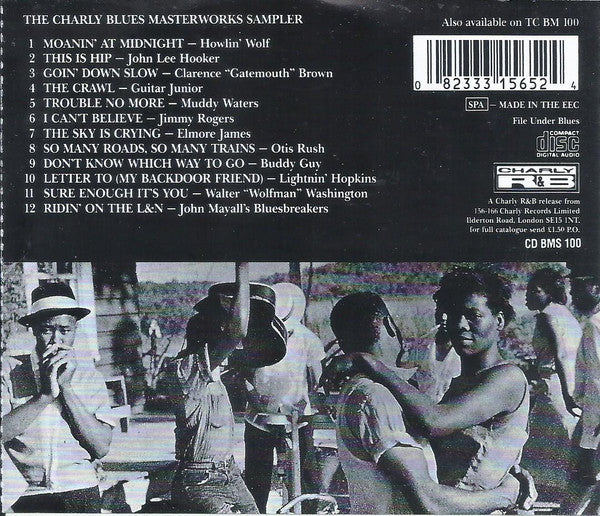 THE CHARLY BLUES MASTERWORKS SAMPLER
1 MOANIN' AT MIDNIGHT – Howlin' Wolf
2 THIS IS HIP – John Lee Hooker
3 GOIN' DOWN SLOW – Clarence "Gatemouth" Brown
4 THE CRAWL – Guitar Junior
5 TROUBLE NO MORE – Muddy Waters
6 I CAN'T BELIEVE – Jimmy Rogers
7 THE SKY IS CRYING – Elmore James
8 SO MANY ROADS, SO MANY TRAINS – Otis Rush
9 DON'T KNOW WHICH WAY TO GO – Buddy Guy
10 LETTER TO (MY BACKDOOR FRIEND) – Lightnin' Hopkins
11 SURE ENOUGH IT'S YOU – Walter "Wolfman" Washington
12 RIDIN' ON THE L&N – John Mayall's Bluesbreakers
Also available on TC BM 100
0 82333 15652 4
SPA – MADE IN THE EEC
File Under Blues
COMPACT
disc
DIGITAL AUDIO
CHARLY
R&B
A Charly R&B release from
156-166 Charly Records Limited
Ilderton Road, London SE15 1NT.
for full catalogue send £1.50 P.O.
CD BMS 100